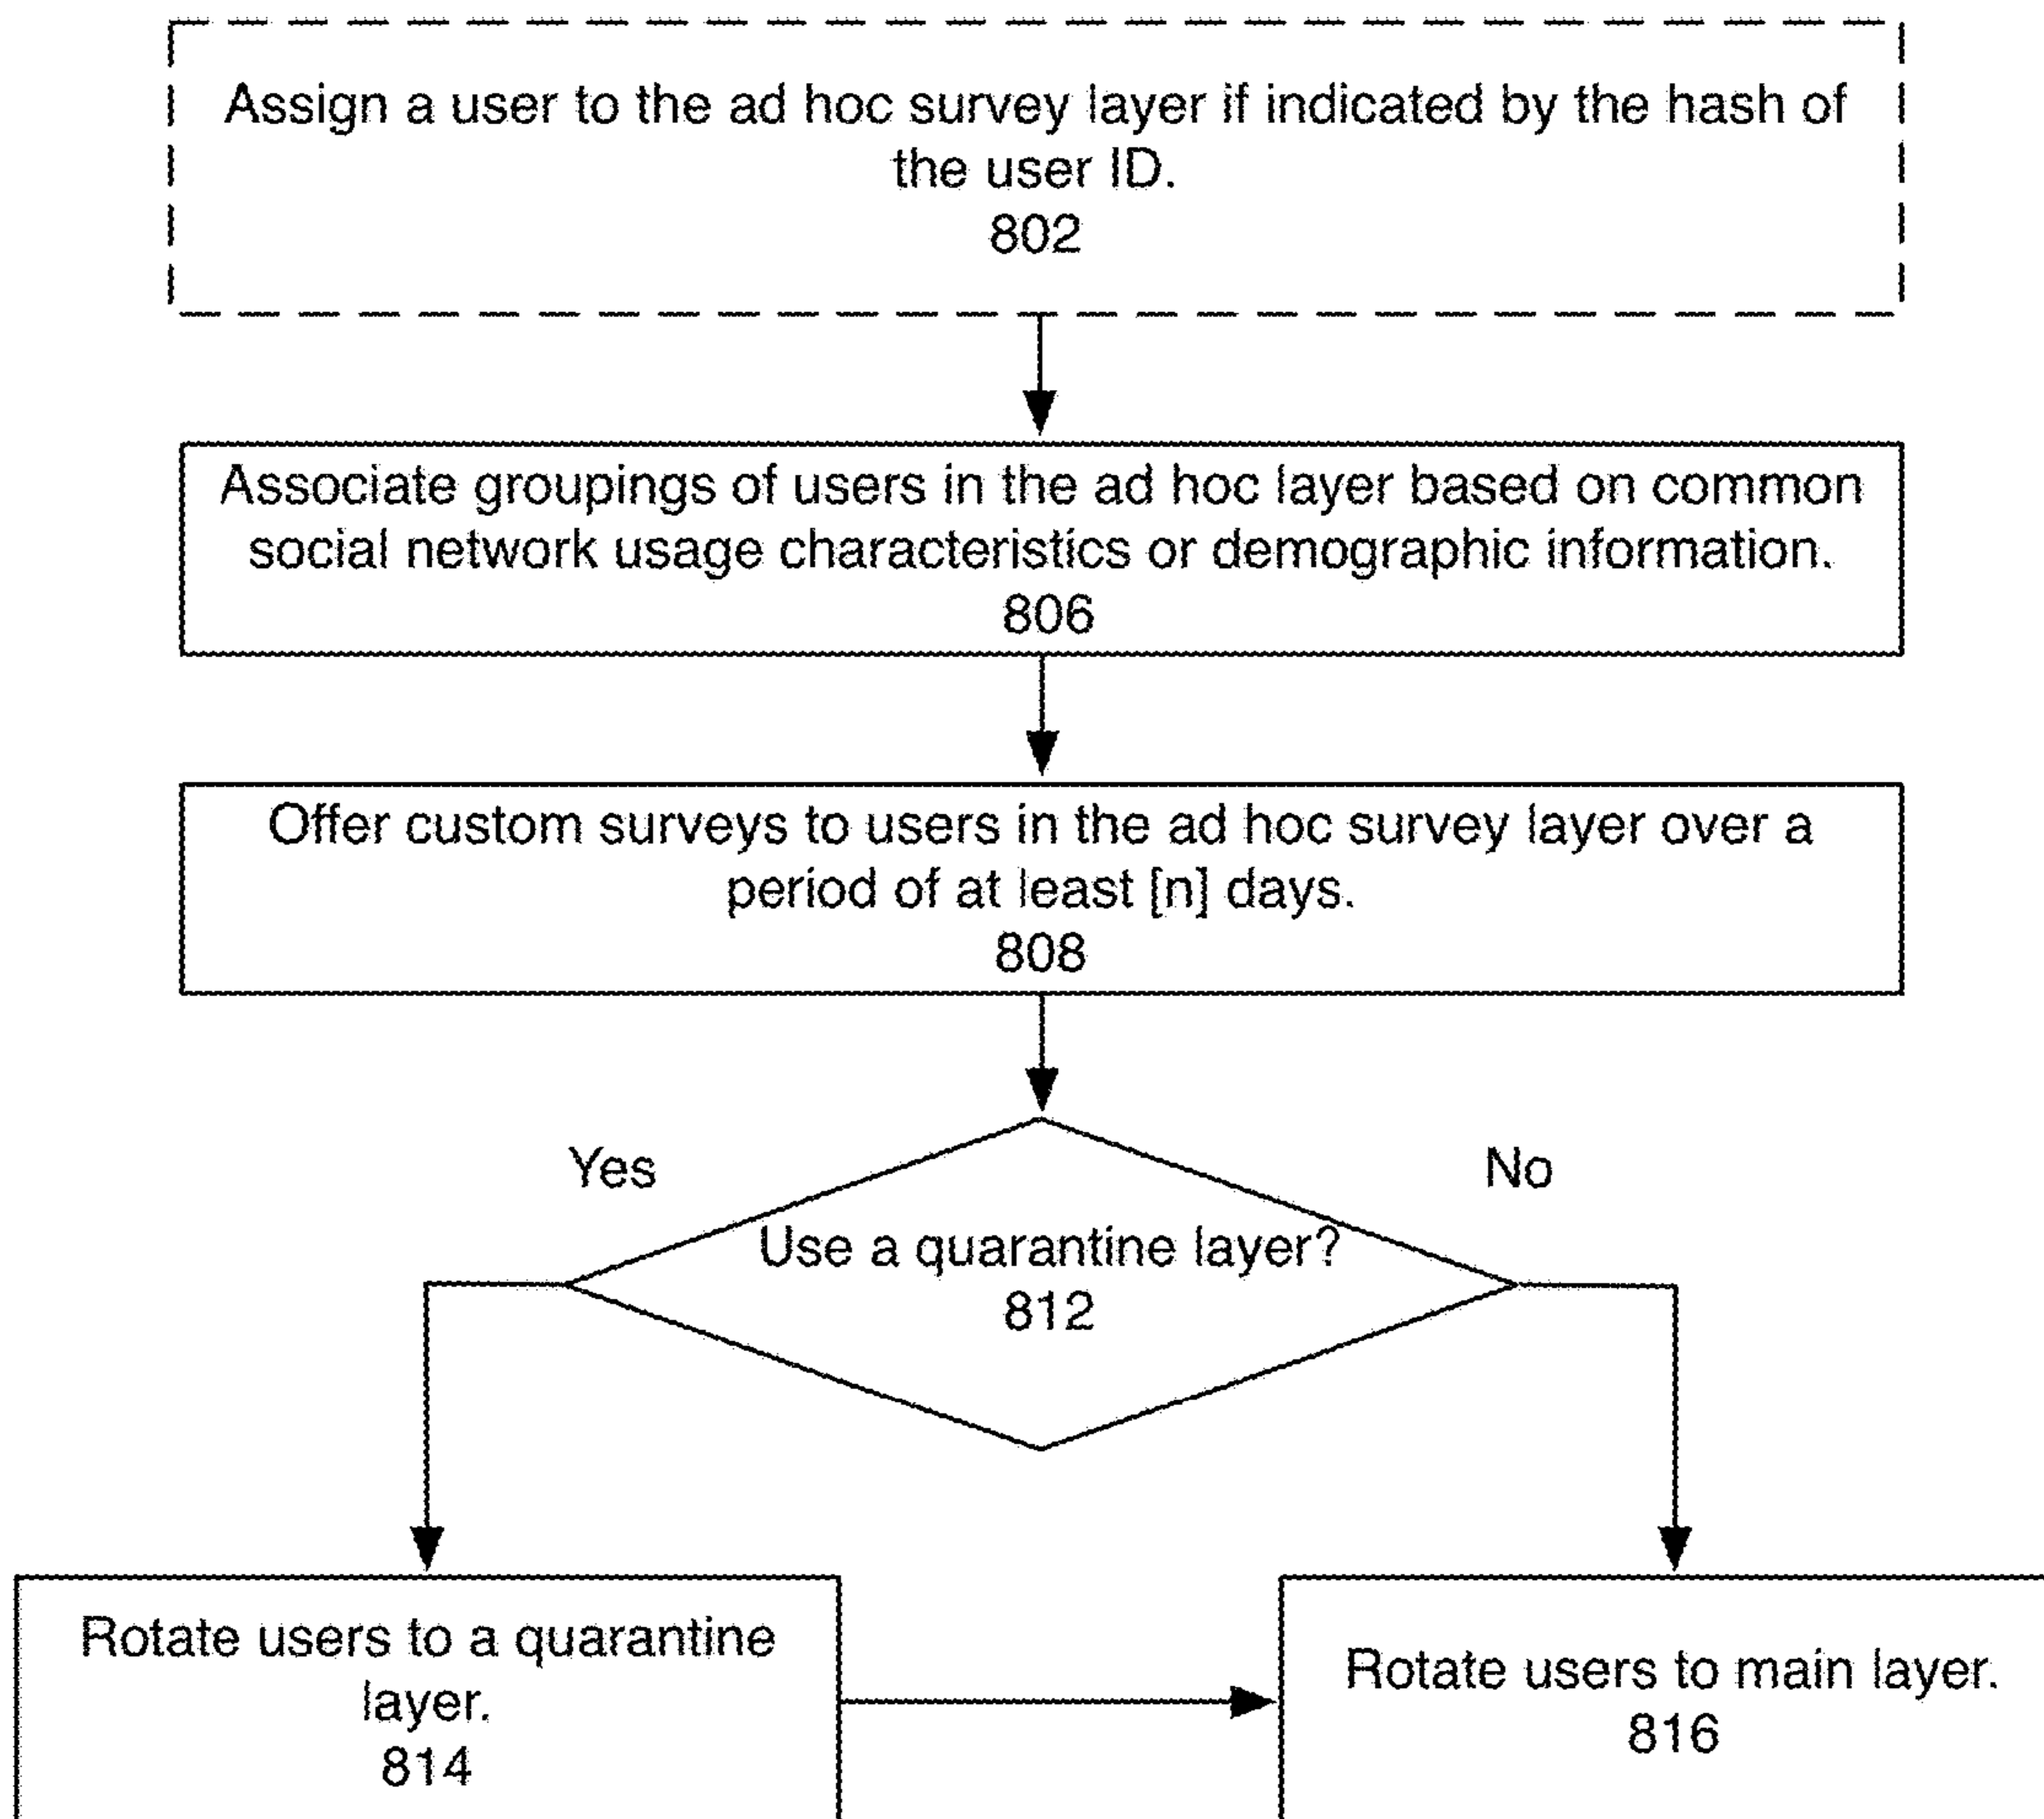 Assign a user to the ad hoc survey layer if indicated by the hash of
the user ID.
802
Associate groupings of users in the ad hoc layer based on common
social network usage characteristics or demographic information.
806
Offer custom surveys to users in the ad hoc survey layer over a
period of at least [n] days.
808
Yes
No
Use a quarantine layer?
812
Rotate users to a quarantine
layer.
814
Rotate users to main layer.
816